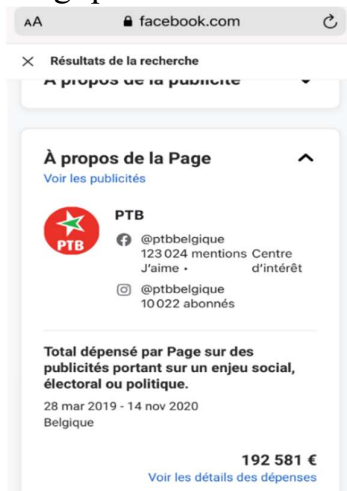 AA facebook.com
Résultats de la recherche
À propos de la publicité
À propos de la Page
Voir les publicités
PTB
PTB
@ptbbelgique
123 024 mentions Centre
J'aime • d'intérêt
@ptbbelgique
10 022 abonnés
Total dépensé par Page sur des
publicités portant sur un enjeu social,
électoral ou politique.
28 mar 2019 - 14 nov 2020
Belgique
192 581 €
Voir les détails des dépenses